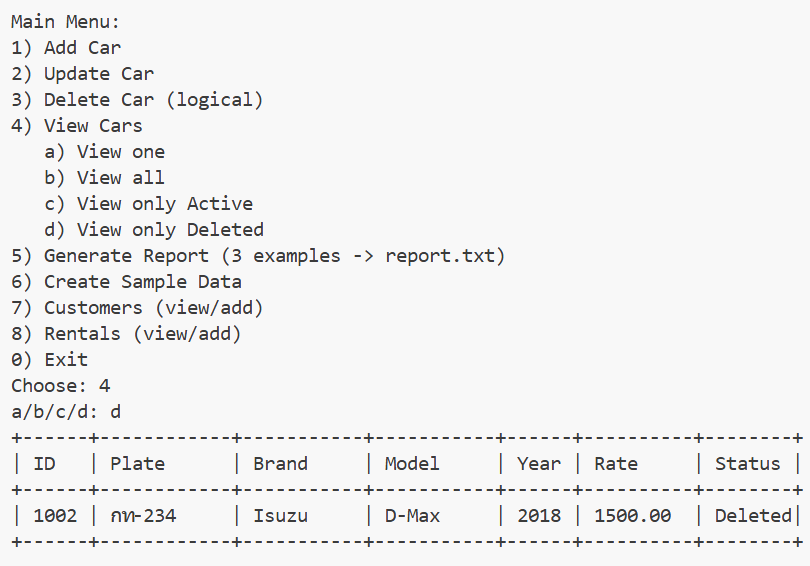 Main Menu:
1) Add Car
2) Update Car
3) Delete Car (logical)
4) View Cars
   a) View one
   b) View all
   c) View only Active
   d) View only Deleted
5) Generate Report (3 examples -> report.txt)
6) Create Sample Data
7) Customers (view/add)
8) Rentals (view/add)
0) Exit
Choose: 4
a/b/c/d: d
+------+------------+-----------+-----------+------+----------+--------+
| ID   | Plate      | Brand     | Model     | Year | Rate     | Status |
+------+------------+-----------+-----------+------+----------+--------+
| 1002 | กท-234     | Isuzu     | D-Max     | 2018 | 1500.00  | Deleted|
+------+------------+-----------+-----------+------+----------+--------+